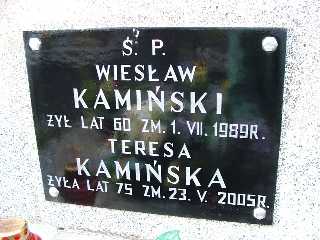 Ś. P.
WIESŁAW
KAMIŃSKI
ŻYŁ LAT 60 ZM. 1. VII. 1989R.
TERESA
KAMIŃSKA
ŻYŁA LAT 75 ZM. 23. V. 2005R.